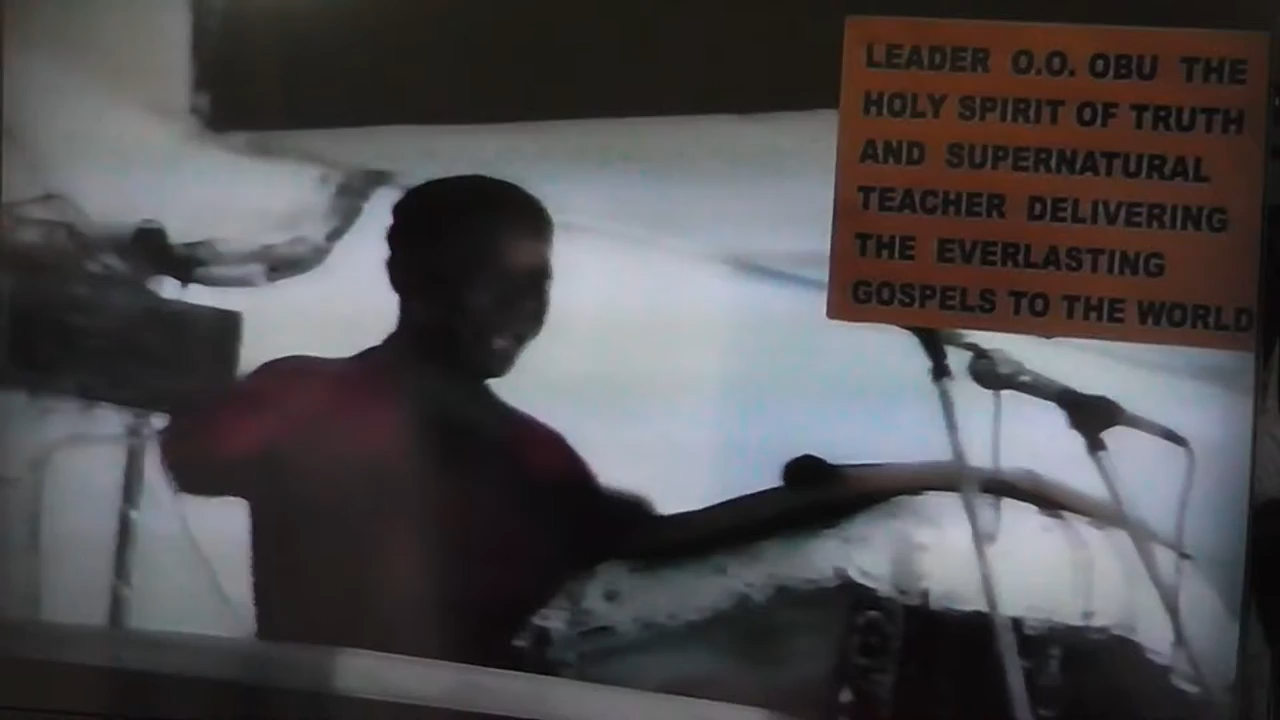 LEADER O.O. OBU THE
HOLY SPIRIT OF TRUTH
AND SUPERNATURAL
TEACHER DELIVERING
THE EVERLASTING
GOSPELS TO THE WORLD